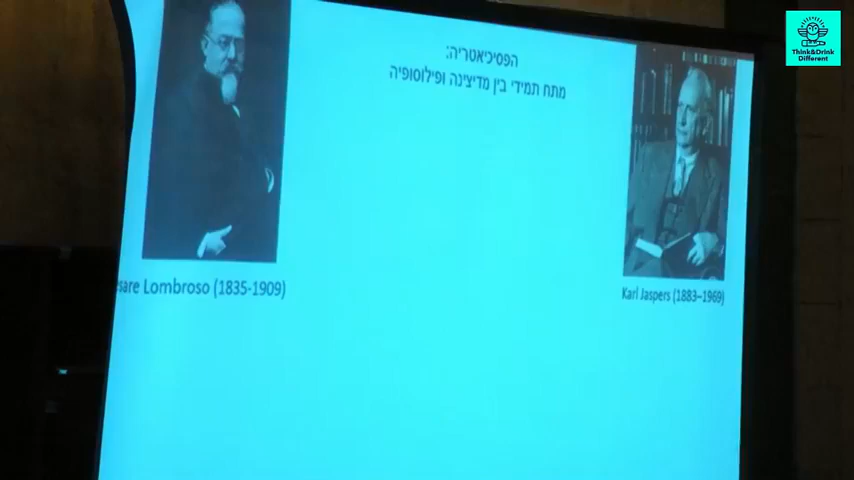 הפסיכיאטריה:
מתח תמידי בין מדיצינה ופילוסופיה
sare Lombroso (1835-1909)
Karl Jaspers (1883–1969)
Think&Drink
Different